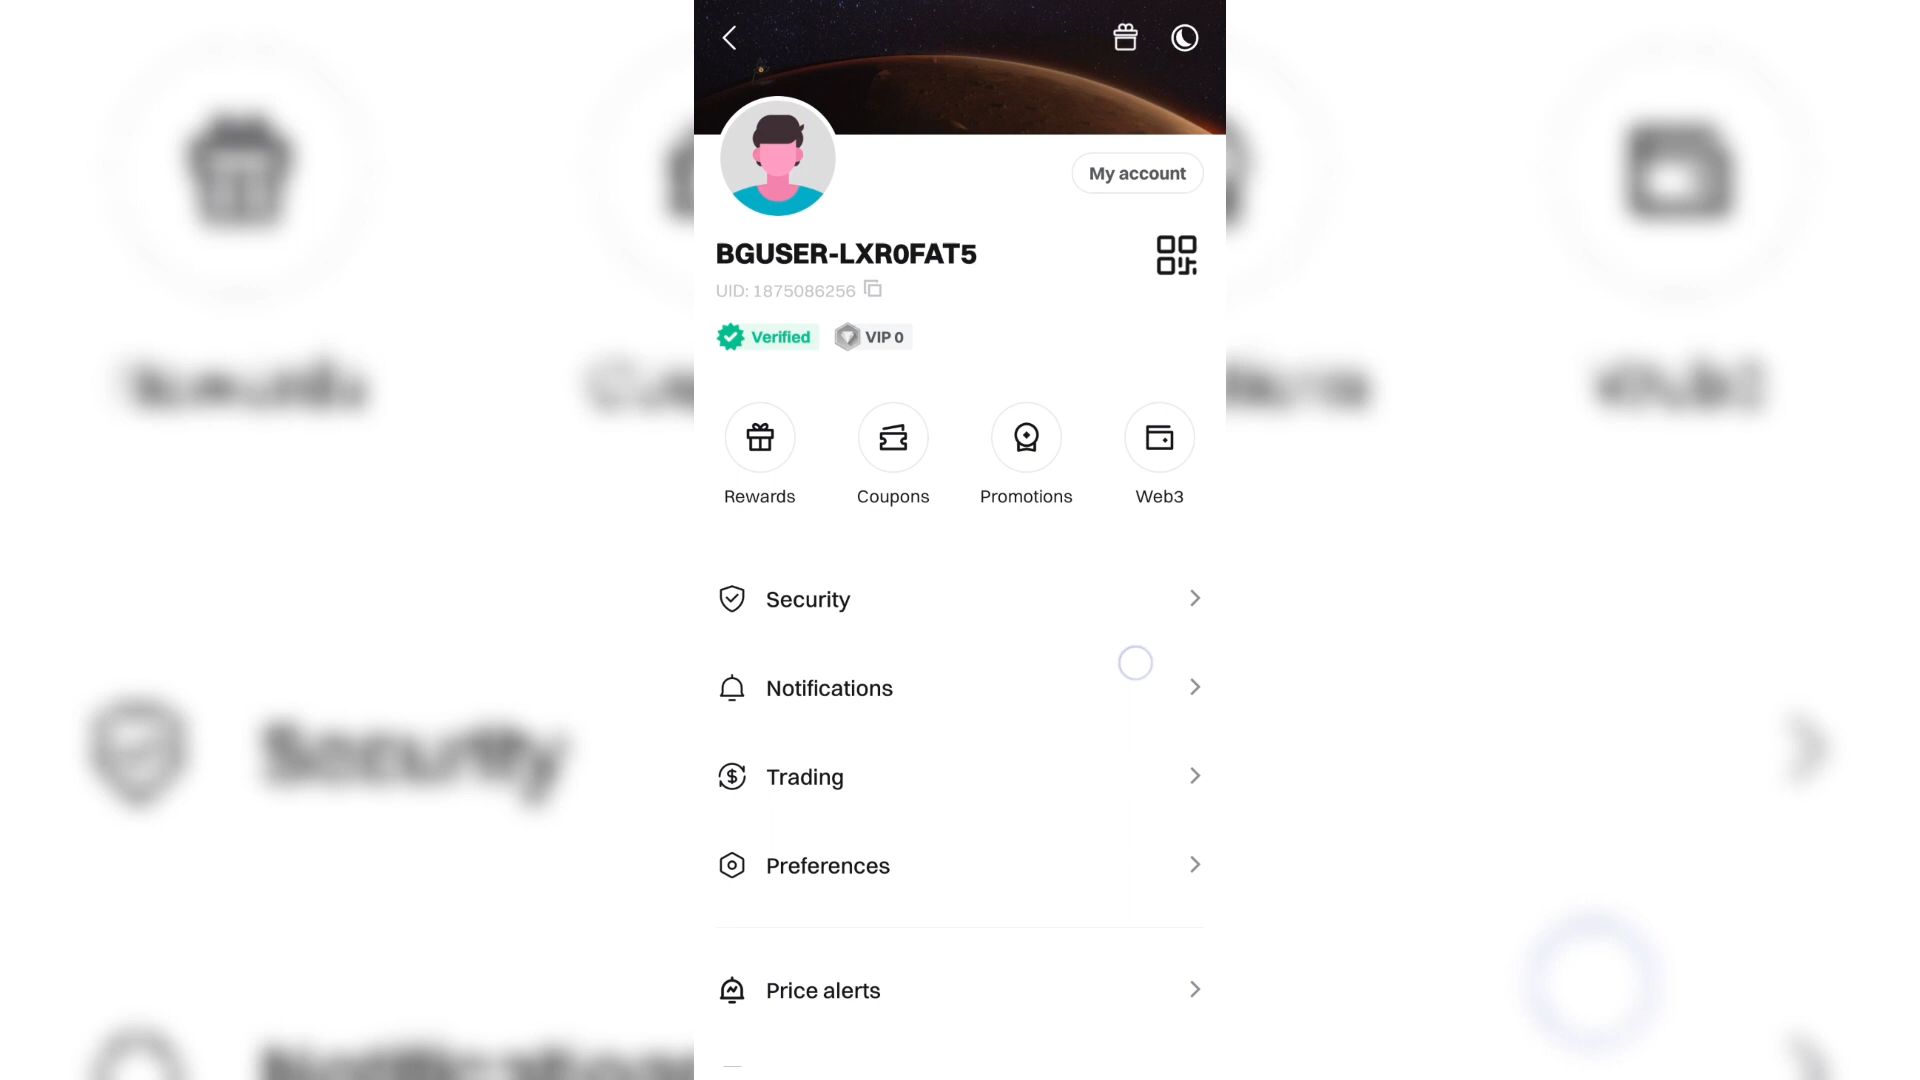 My account
BGUSER-LXR0FAT5
UID: 1875086256
Verified
VIP 0
Rewards
Coupons
Promotions
Web3
Security
Notifications
Trading
Preferences
Price alerts